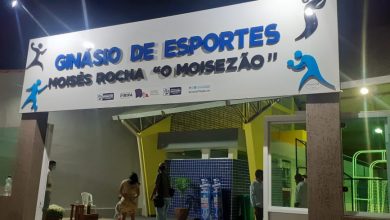 GINÁSIO DE ESPORTES
MOISÉS ROCHA "O MOISEZÃO"